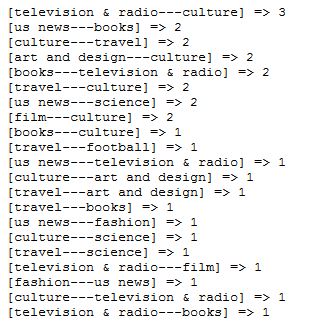 [television & radio---culture] => 3
[us news---books] => 2
[culture---travel] => 2
[art and design---culture] => 2
[books---television & radio] => 2
[travel---culture] => 2
[us news---science] => 2
[film---culture] => 2
[books---culture] => 1
[travel---football] => 1
[us news---television & radio] => 1
[culture---art and design] => 1
[travel---art and design] => 1
[travel---books] => 1
[us news---fashion] => 1
[culture---science] => 1
[travel---science] => 1
[television & radio---film] => 1
[fashion---us news] => 1
[culture---television & radio] => 1
[television & radio---books] => 1